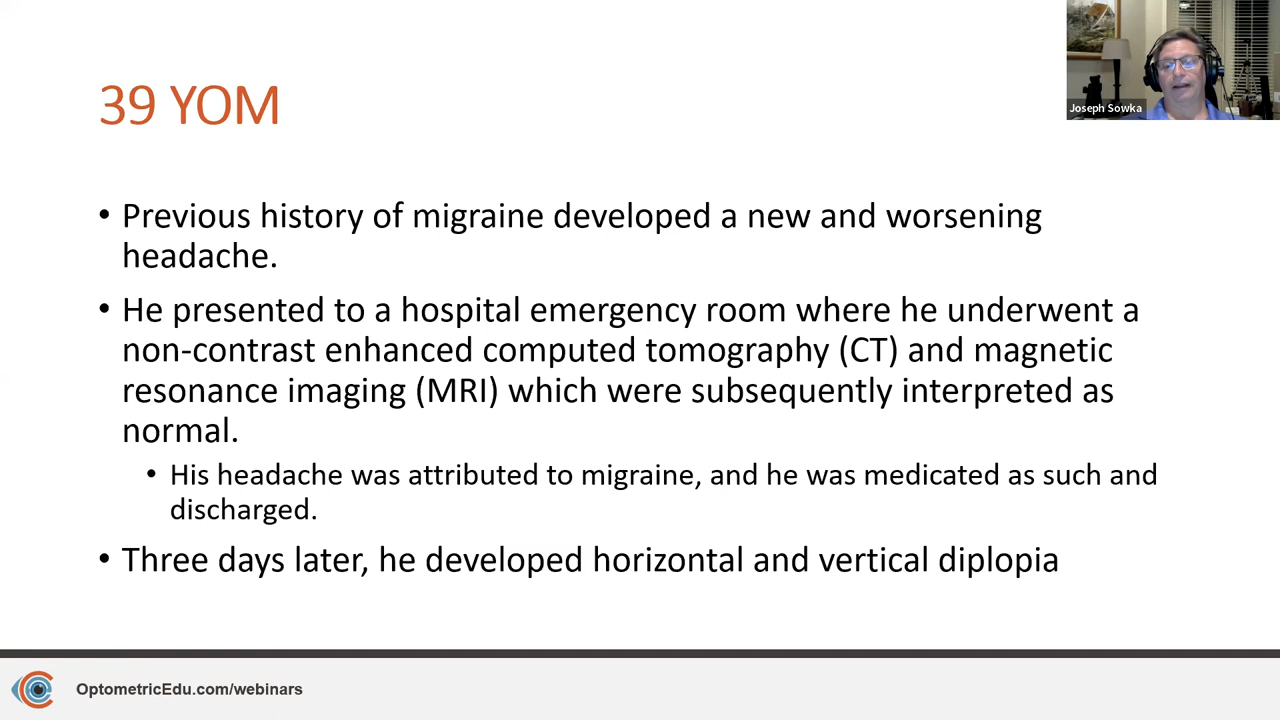 Joseph Sowka
39 YOM
• Previous history of migraine developed a new and worsening
headache.
• He presented to a hospital emergency room where he underwent a
non-contrast enhanced computed tomography (CT) and magnetic
resonance imaging (MRI) which were subsequently interpreted as
normal.
• His headache was attributed to migraine, and he was medicated as such and
discharged.
• Three days later, he developed horizontal and vertical diplopia
OptometricEdu.com/webinars